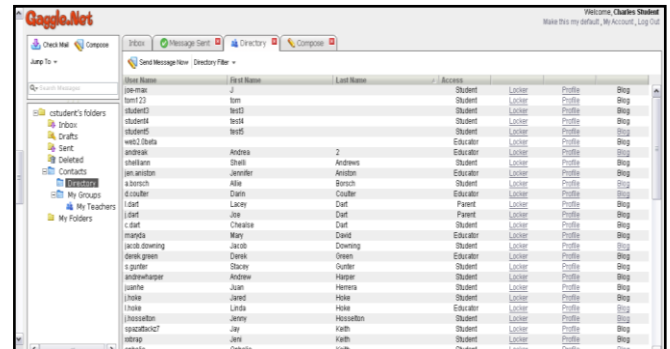 Gaggle.Net
Welcome, Charles Student
Make this my default , My Account , Log Out
Check Mail Compose
Inbox Message Sent Directory Compose
Jump To
Send Message Now Directory Filter
Search Messages
User Name First Name Last Name Access
joe-max J Student Locker Profile Blog
tom123 tom Student Locker Profile Blog
student3 test3 Student Locker Profile Blog
student4 test4 Student Locker Profile Blog
student5 test5 Student Locker Profile Blog
web2.0beta Educator Locker Profile Blog
andreak Andrea 2 Educator Locker Profile Blog
shelliann Shelli Andrews Student Locker Profile Blog
jen.aniston Jennifer Aniston Educator Locker Profile Blog
a.borsch Allie Borsch Student Locker Profile Blog
d.coulter Darin Coulter Educator Locker Profile Blog
l.dart Lacey Dart Parent Locker Profile Blog
j.dart Joe Dart Parent Locker Profile Blog
c.dart Chealse Dart Student Locker Profile Blog
maryda Mary David Educator Locker Profile Blog
jacob.downing Jacob Downing Student Locker Profile Blog
derek.green Derek Green Educator Locker Profile Blog
s.gunter Stacey Gunter Student Locker Profile Blog
andrewharper Andrew Harper Student Locker Profile Blog
juanhe Juan Herrera Student Locker Profile Blog
j.hoke Jared Hoke Student Locker Profile Blog
l.hoke Linda Hoke Educator Locker Profile Blog
j.hosselton Jenny Hosselton Student Locker Profile Blog
spazattackz7 Jay Keith Student Locker Profile Blog
Jeni Keith Student Locker Profile Blog
cstudent's folders
Inbox
Drafts
Sent
Deleted
Contacts
Directory
My Groups
My Teachers
My Folders